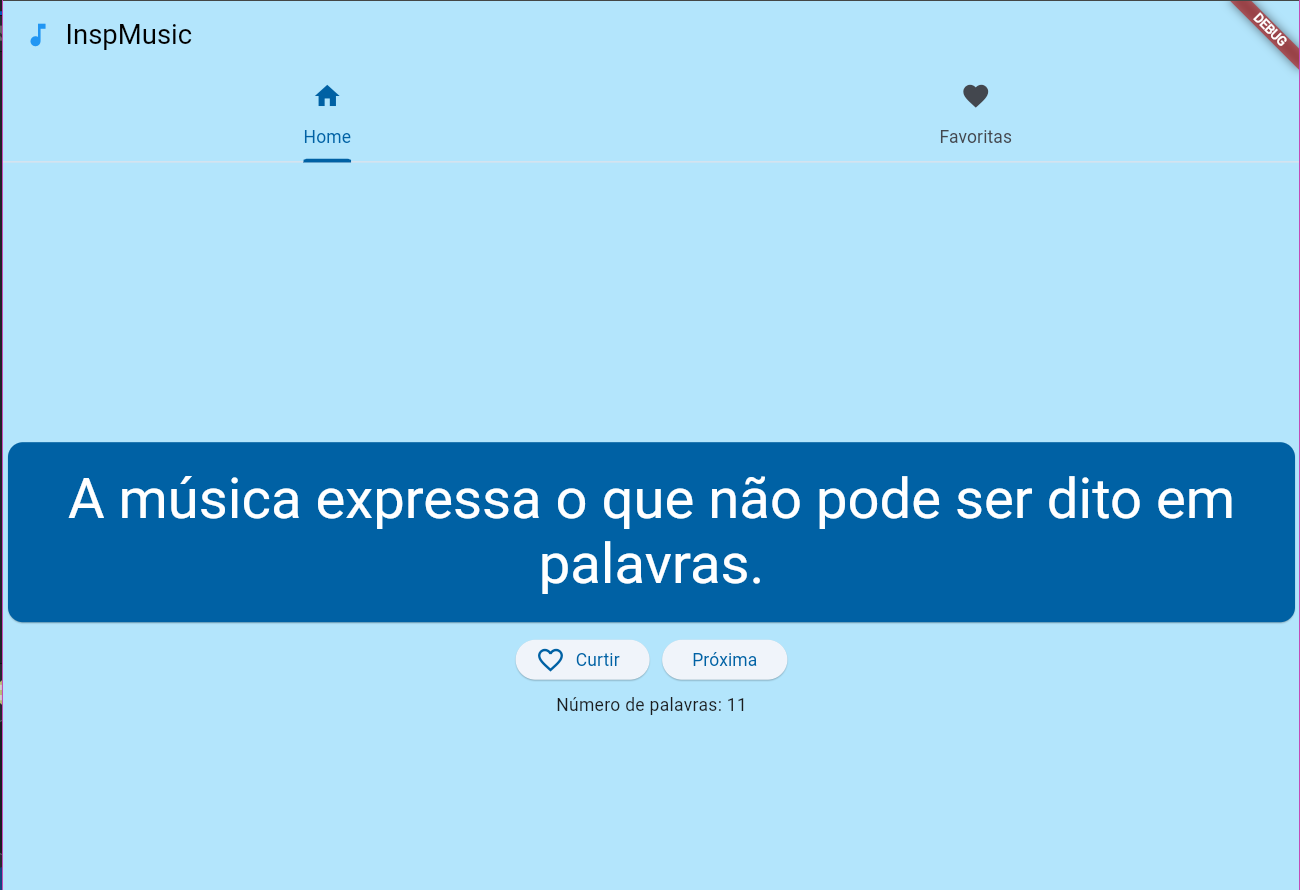 InspMusic
DEBUG
Home
Favoritas
A música expressa o que não pode ser dito em
palavras.
Curtir
Próxima
Número de palavras: 11